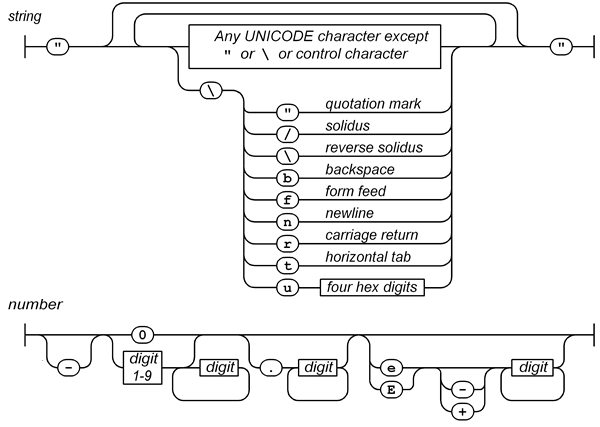 string
" Any UNICODE character except "
" or \ or control character
\
" quotation mark
/ solidus
\ reverse solidus
b backspace
f form feed
n newline
r carriage return
t horizontal tab
u four hex digits
number
0
- digit digit . digit e - digit
1-9 E +